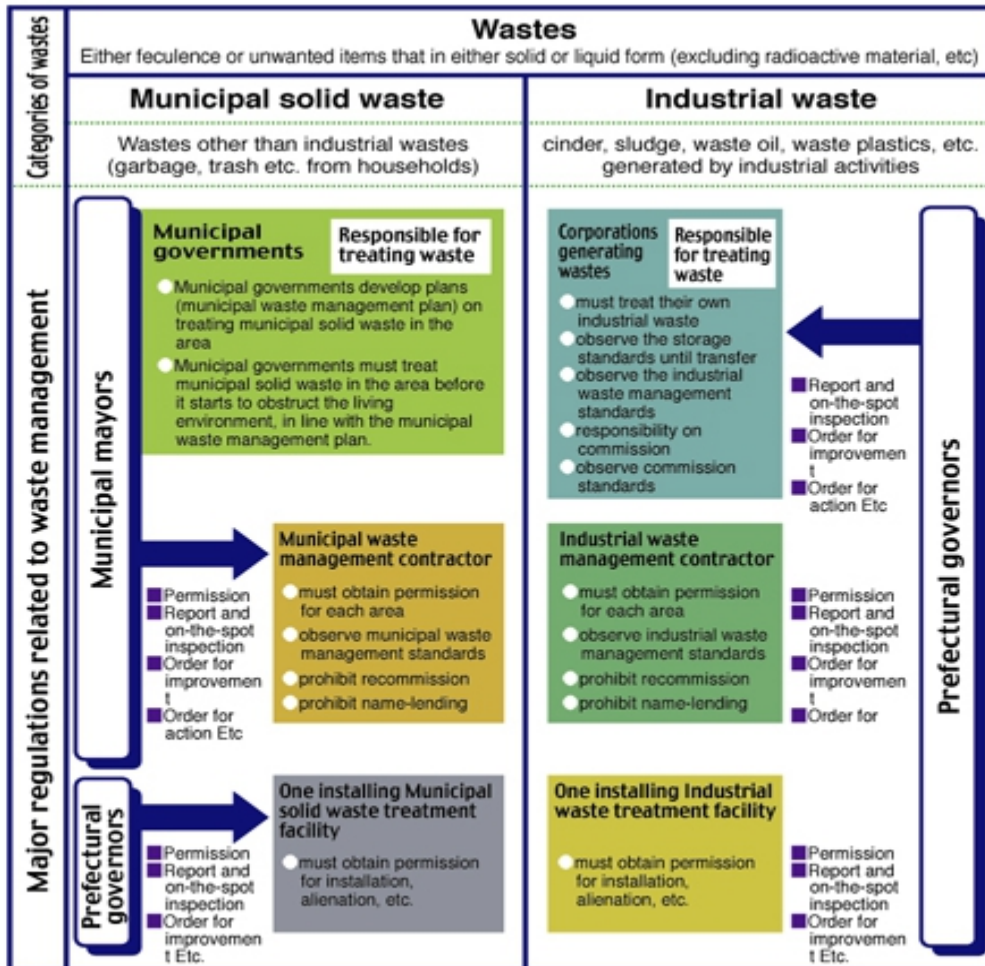 Categories of wastes
Wastes
Either feculence or unwanted items that in either solid or liquid form (excluding radioactive material, etc)
Municipal solid waste
Wastes other than industrial wastes
(garbage, trash etc. from households)
Industrial waste
cinder, sludge, waste oil, waste plastics, etc.
generated by industrial activities
Major regulations related to waste management
Municipal mayors
Municipal
governments
Responsible for
treating waste
Municipal governments develop plans
(municipal waste management plan) on
treating municipal solid waste in the
area
Municipal governments must treat
municipal solid waste in the area before
it starts to obstruct the living
environment, in line with the municipal
waste management plan.
Permission
Report and
on-the-spot
inspection
Order for
improvemen
t
Order for
action Etc
Municipal waste
management contractor
must obtain permission
for each area
observe municipal waste
management standards
prohibit recommission
prohibit name-lending
Prefectural
governors
Permission
Report and
on-the-spot
inspection
Order for
improvemen
t Etc.
One installing Municipal
solid waste treatment
facility
must obtain permission
for installation,
alienation, etc.
Corporations
generating
wastes
Responsible
for treating
waste
must treat their own
industrial waste
observe the storage
standards until transfer
observe the industrial
waste management
standards
responsibility on
commission
observe commission
standards
Report and
on-the-spot
inspection
Order for
improvemen
t
Order for
action Etc
Industrial waste
management contractor
must obtain permission
for each area
observe industrial waste
management standards
prohibit recommission
prohibit name-lending
Permission
Report and
on-the-spot
inspection
Order for
improvemen
t
Order for
One installing Industrial
waste treatment facility
must obtain permission
for installation,
alienation, etc.
Permission
Report and
on-the-spot
inspection
Order for
improvemen
t Etc.
Prefectural governors